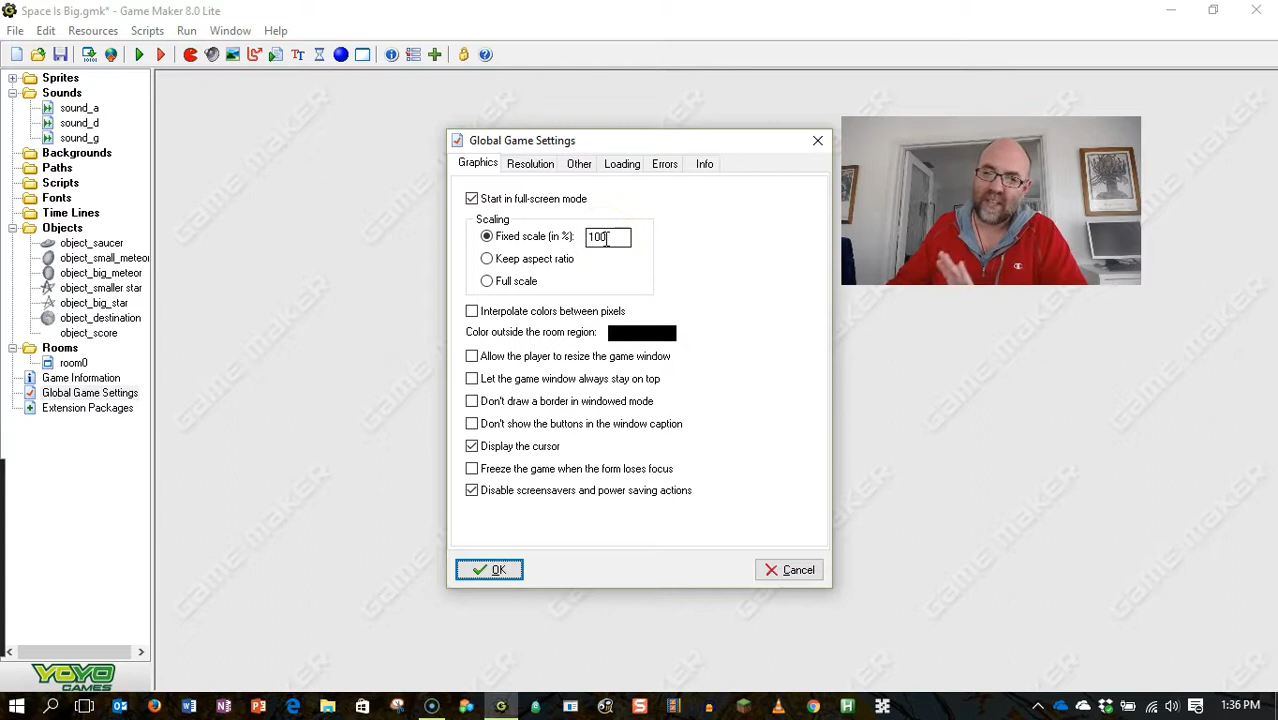 Space Is Big.gmk* - Game Maker 8.0 Lite
File Edit Resources Scripts Run Window Help
Sprites
Sounds
sound_a
sound_d
sound_g
Backgrounds
Paths
Scripts
Fonts
Time Lines
Objects
object_saucer
object_small_meteor
object_big_meteor
object_smaller star
object_big_star
object_destination
object_score
Rooms
room0
Game Information
Global Game Settings
Extension Packages
YOYO
GAMES
Global Game Settings
Graphics Resolution Other Loading Errors Info
Start in full-screen mode
Scaling
Fixed scale (in %): 100
Keep aspect ratio
Full scale
Interpolate colors between pixels
Color outside the room region:
Allow the player to resize the game window
Let the game window always stay on top
Don't draw a border in windowed mode
Don't show the buttons in the window caption
Display the cursor
Freeze the game when the form loses focus
Disable screensavers and power saving actions
OK Cancel
GAME MAKER
1:36 PM